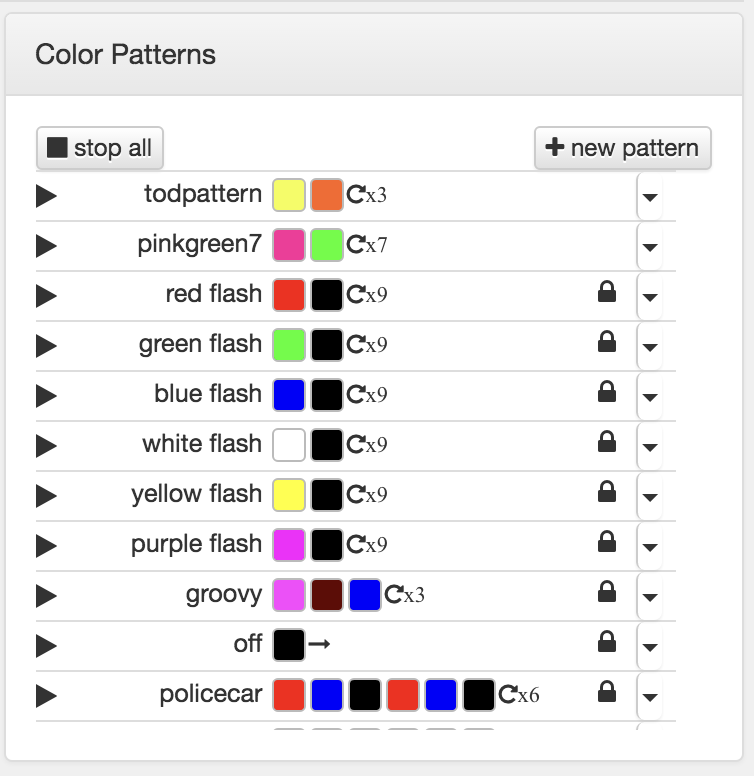 Color Patterns
stop all
new pattern
todpattern x3
pinkgreen7 x7
red flash x9
green flash x9
blue flash x9
white flash x9
yellow flash x9
purple flash x9
groovy x3
off
policecar x6